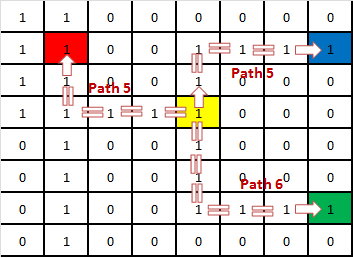 1 1 0 0 0 0 0 0
1 1 0 0 1 1 1 1
Path 5
1 1 0 0 1 0 0 0
Path 5
1 1 1 1 1 0 0 0
0 1 0 0 1 0 0 0
0 1 0 0 1 0 0 0
Path 6
0 1 0 0 1 1 1 1
0 1 0 0 0 0 0 0